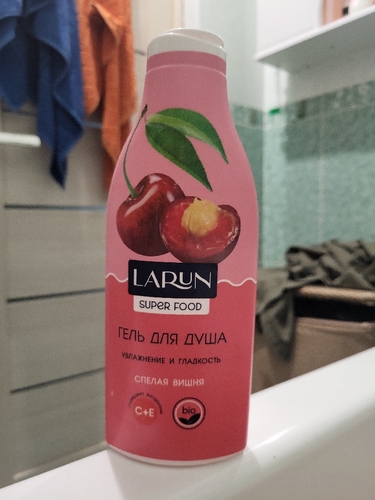 LARUN
SUPER FOOD
ГЕЛЬ ДЛЯ ДУША
УВЛАЖНЕНИЕ И ГЛАДКОСТЬ
СПЕЛАЯ ВИШНЯ
C+E
bio